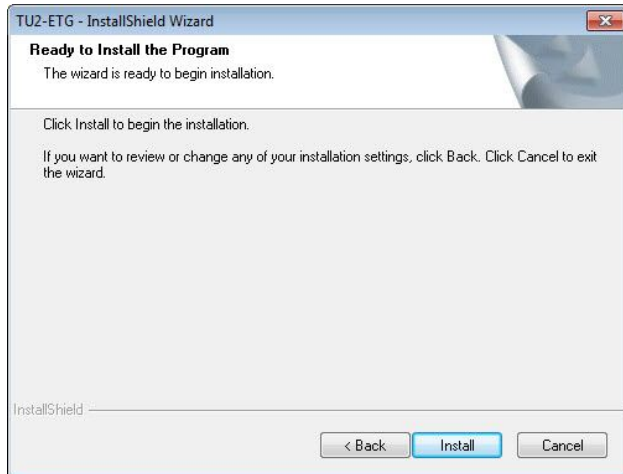 TU2-ETG - InstallShield Wizard
Ready to Install the Program
The wizard is ready to begin installation.
Click Install to begin the installation.
If you want to review or change any of your installation settings, click Back. Click Cancel to exit
the wizard.
InstallShield
< Back Install Cancel